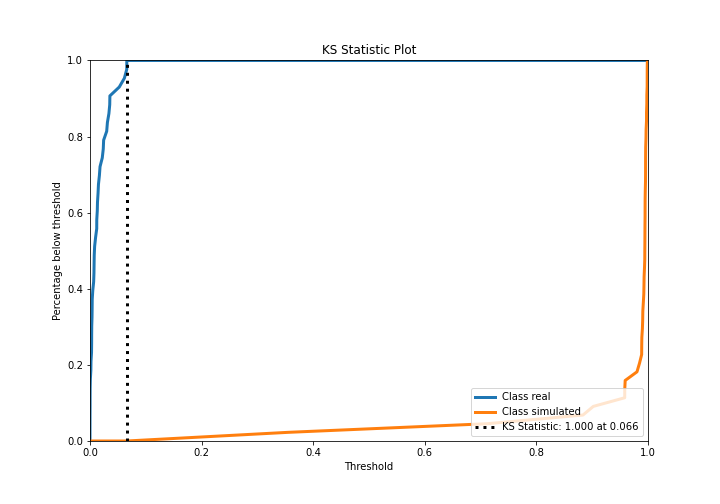 KS Statistic Plot
1.0
0.8
0.6
0.4
0.2
0.0
Percentage below threshold
0.0 0.2 0.4 0.6 0.8 1.0
Threshold
Class real
Class simulated
KS Statistic: 1.000 at 0.066